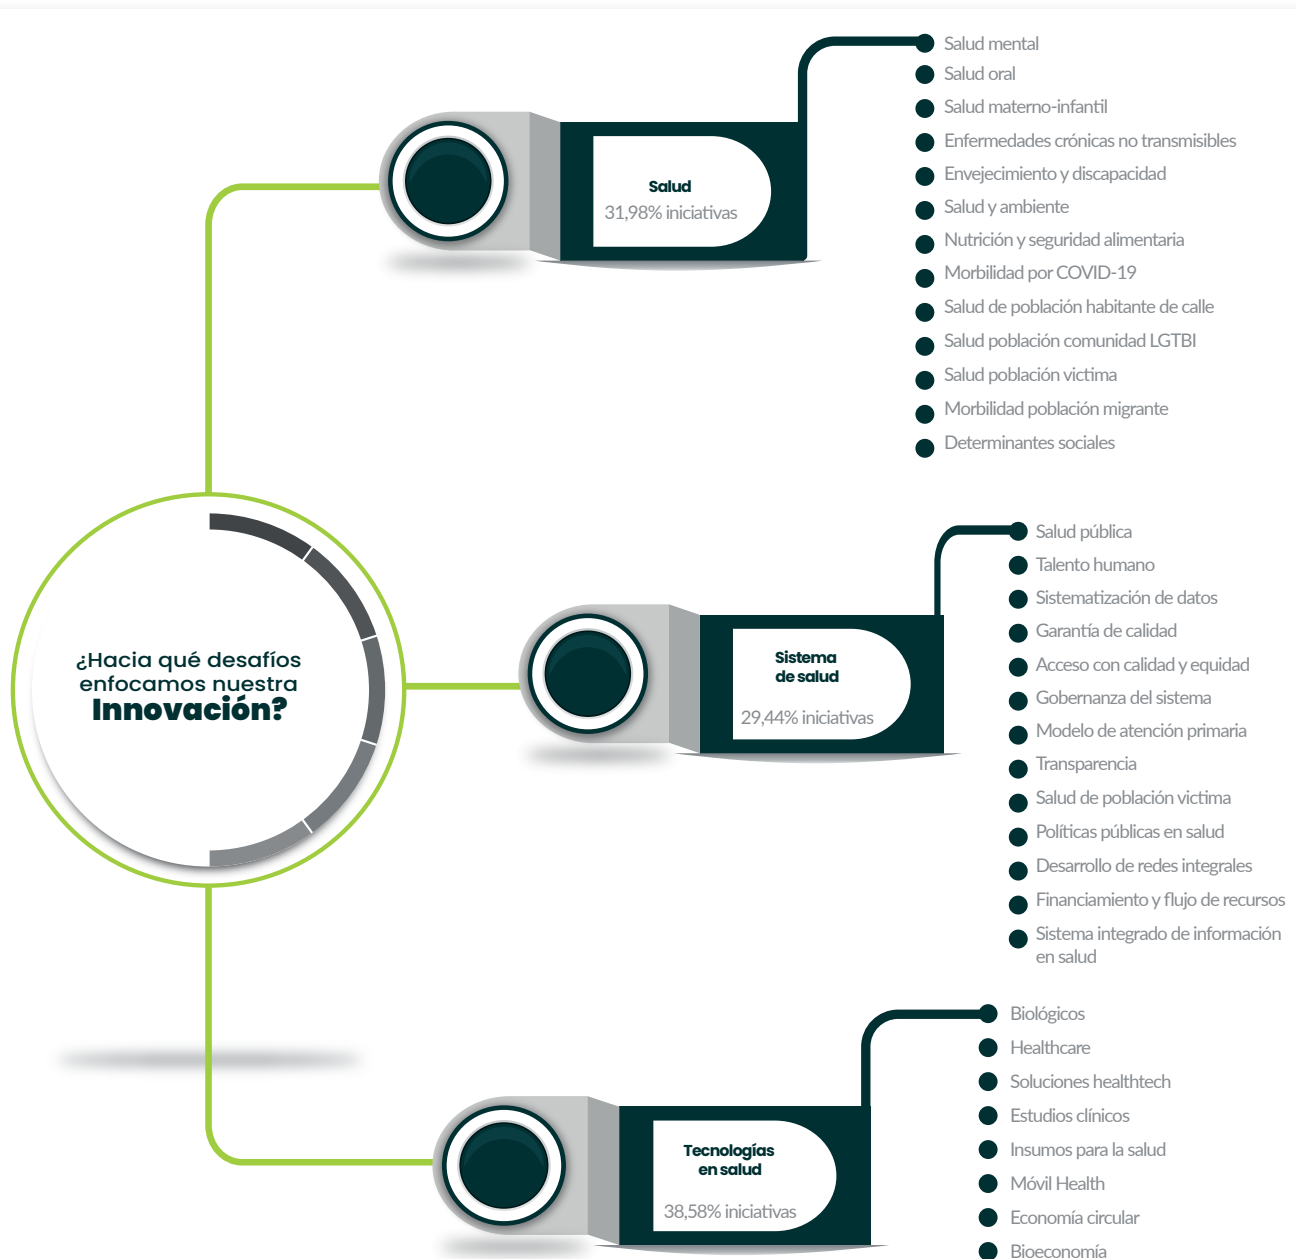 ¿Hacia qué desafíos
enfocamos nuestra
Innovación?
Salud
31,98% iniciativas
Salud mental
Salud oral
Salud materno-infantil
Enfermedades crónicas no transmisibles
Envejecimiento y discapacidad
Salud y ambiente
Nutrición y seguridad alimentaria
Morbilidad por COVID-19
Salud de población habitante de calle
Salud población comunidad LGTBI
Salud población victima
Morbilidad población migrante
Determinantes sociales
Sistema
de salud
29,44% iniciativas
Salud pública
Talento humano
Sistematización de datos
Garantía de calidad
Acceso con calidad y equidad
Gobernanza del sistema
Modelo de atención primaria
Transparencia
Salud de población victima
Políticas públicas en salud
Desarrollo de redes integrales
Financiamiento y flujo de recursos
Sistema integrado de información
en salud
Tecnologías
en salud
38,58% iniciativas
Biológicos
Healthcare
Soluciones healthtech
Estudios clínicos
Insumos para la salud
Móvil Health
Economía circular
Bioeconomía